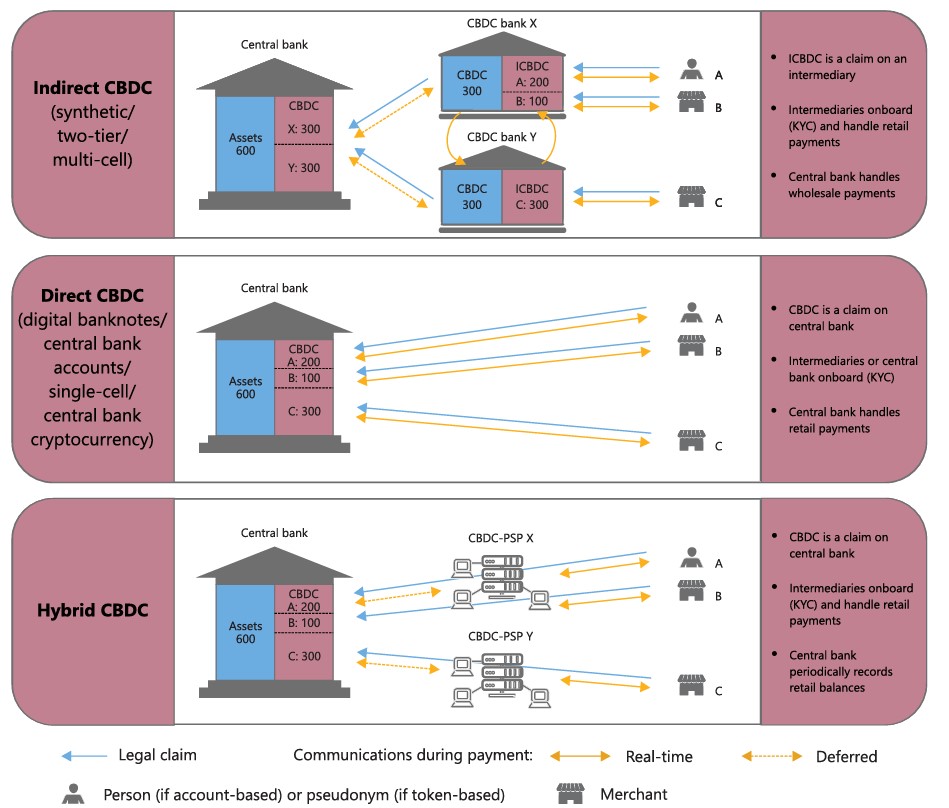 Indirect CBDC
(synthetic/
two-tier/
multi-cell)
Central bank
Assets
600
CBDC
X: 300
Y: 300
CBDC bank X
CBDC
300
ICBDC
A: 200
B: 100
CBDC bank Y
CBDC
300
ICBDC
C: 300
A
B
C
• ICBDC is a claim on an
intermediary
• Intermediaries onboard
(KYC) and handle retail
payments
• Central bank handles
wholesale payments
Direct CBDC
(digital banknotes/
central bank
accounts/
single-cell/
central bank
cryptocurrency)
Central bank
Assets
600
CBDC
A: 200
B: 100
C: 300
A
B
C
• CBDC is a claim on
central bank
• Intermediaries or central
bank onboard (KYC)
• Central bank handles
retail payments
Hybrid CBDC
Central bank
Assets
600
CBDC
A: 200
B: 100
C: 300
CBDC-PSP X
CBDC-PSP Y
A
B
C
• CBDC is a claim on
central bank
• Intermediaries onboard
(KYC) and handle retail
payments
• Central bank
periodically records
retail balances
Legal claim
Communications during payment:
Real-time
Deferred
Person (if account-based) or pseudonym (if token-based)
Merchant